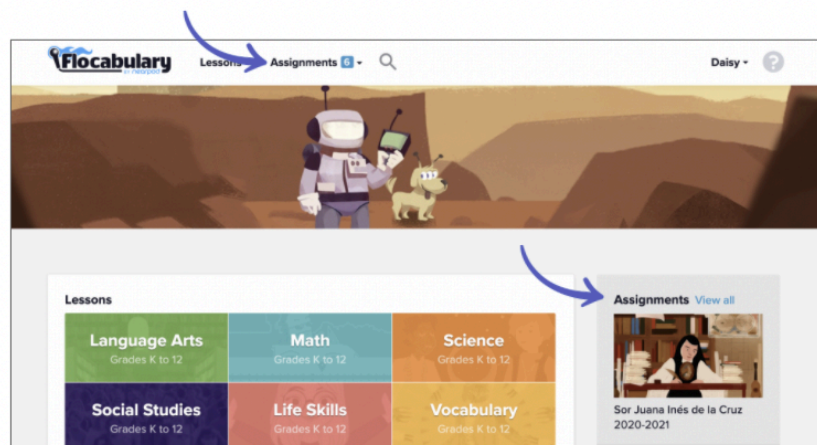 Flocabulary
BY nearpod
Lessons Assignments 6
Daisy
?
Lessons
Language Arts
Grades K to 12
Math
Grades K to 12
Science
Grades K to 12
Social Studies
Grades K to 12
Life Skills
Grades K to 12
Vocabulary
Grades K to 12
Assignments View all
Sor Juana Inés de la Cruz
2020-2021